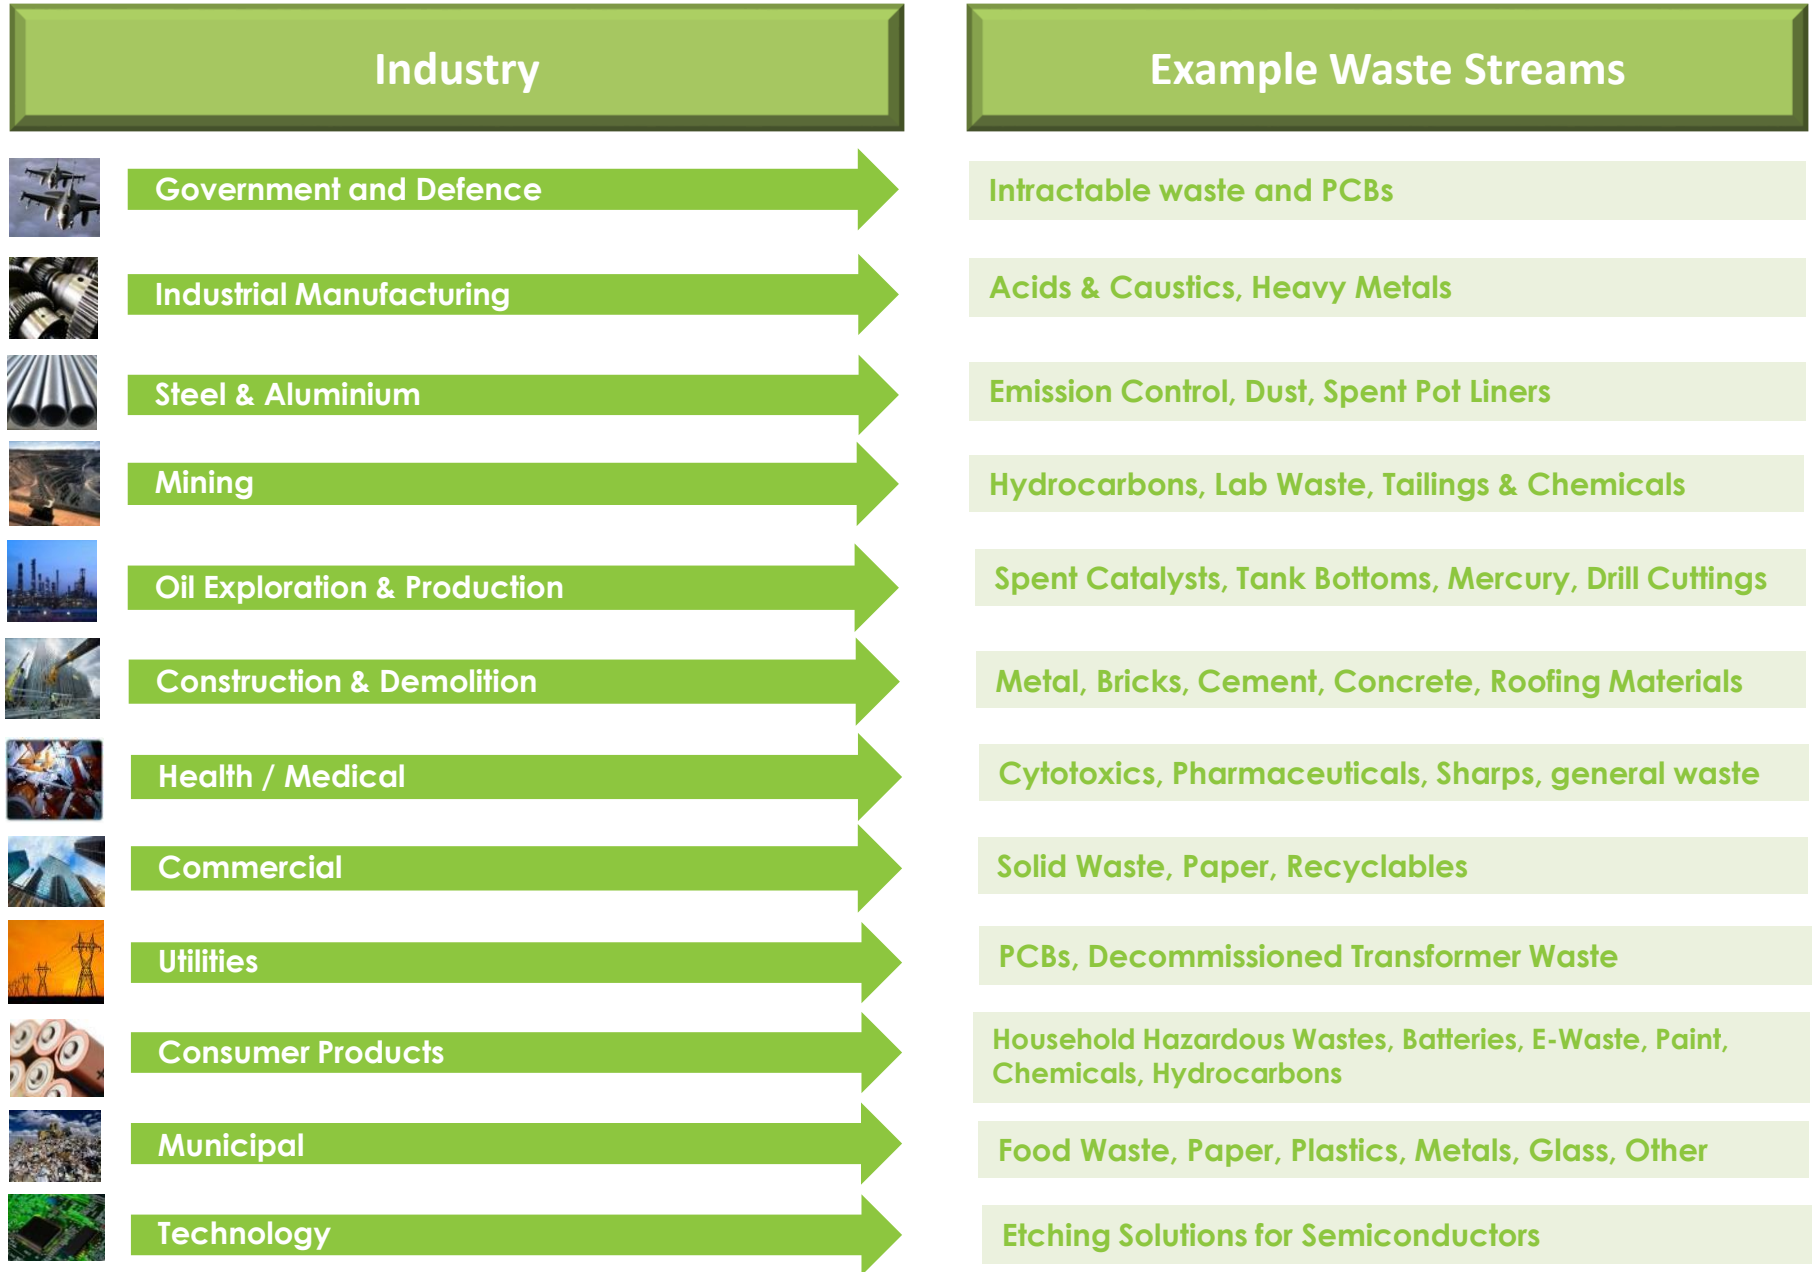 Industry
Example Waste Streams
Government and Defence
Intractable waste and PCBs
Industrial Manufacturing
Acids & Caustics, Heavy Metals
Steel & Aluminium
Emission Control, Dust, Spent Pot Liners
Mining
Hydrocarbons, Lab Waste, Tailings & Chemicals
Oil Exploration & Production
Spent Catalysts, Tank Bottoms, Mercury, Drill Cuttings
Construction & Demolition
Metal, Bricks, Cement, Concrete, Roofing Materials
Health / Medical
Cytotoxics, Pharmaceuticals, Sharps, general waste
Commercial
Solid Waste, Paper, Recyclables
Utilities
PCBs, Decommissioned Transformer Waste
Consumer Products
Household Hazardous Wastes, Batteries, E-Waste, Paint,
Chemicals, Hydrocarbons
Municipal
Food Waste, Paper, Plastics, Metals, Glass, Other
Technology
Etching Solutions for Semiconductors